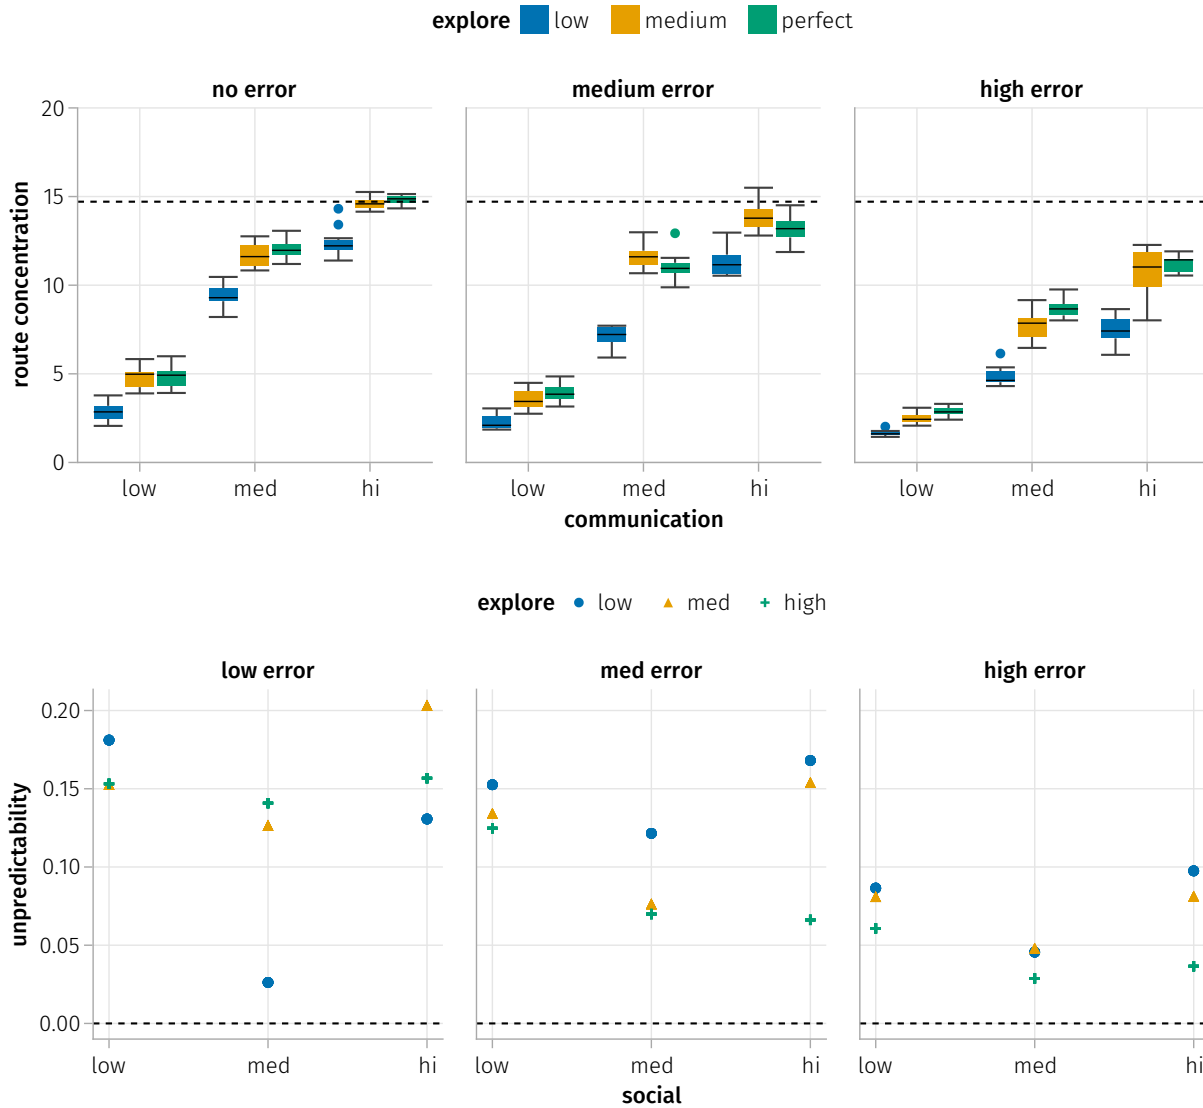 explore low medium perfect
no error medium error high error
route concentration
20
15
10
5
0
low med hi low med hi low med hi
communication
explore low med high
low error med error high error
unpredictability
0.20
0.15
0.10
0.05
0.00
low med hi low med hi low med hi
social